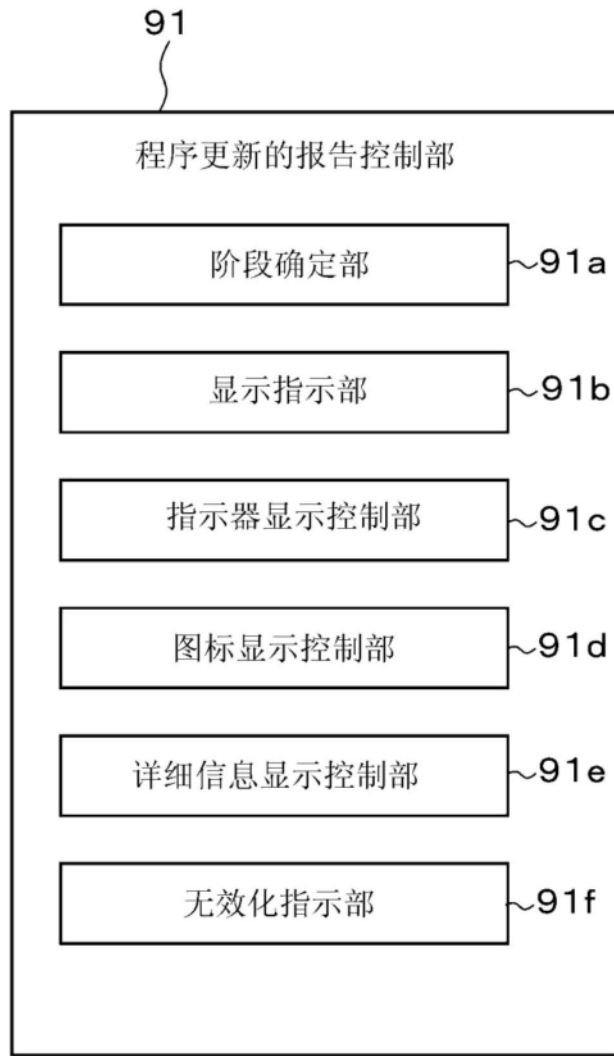 91
程序更新的报告控制部
阶段确定部 91a
显示指示部 91b
指示器显示控制部 91c
图标显示控制部 91d
详细信息显示控制部 91e
无效化指示部 91f